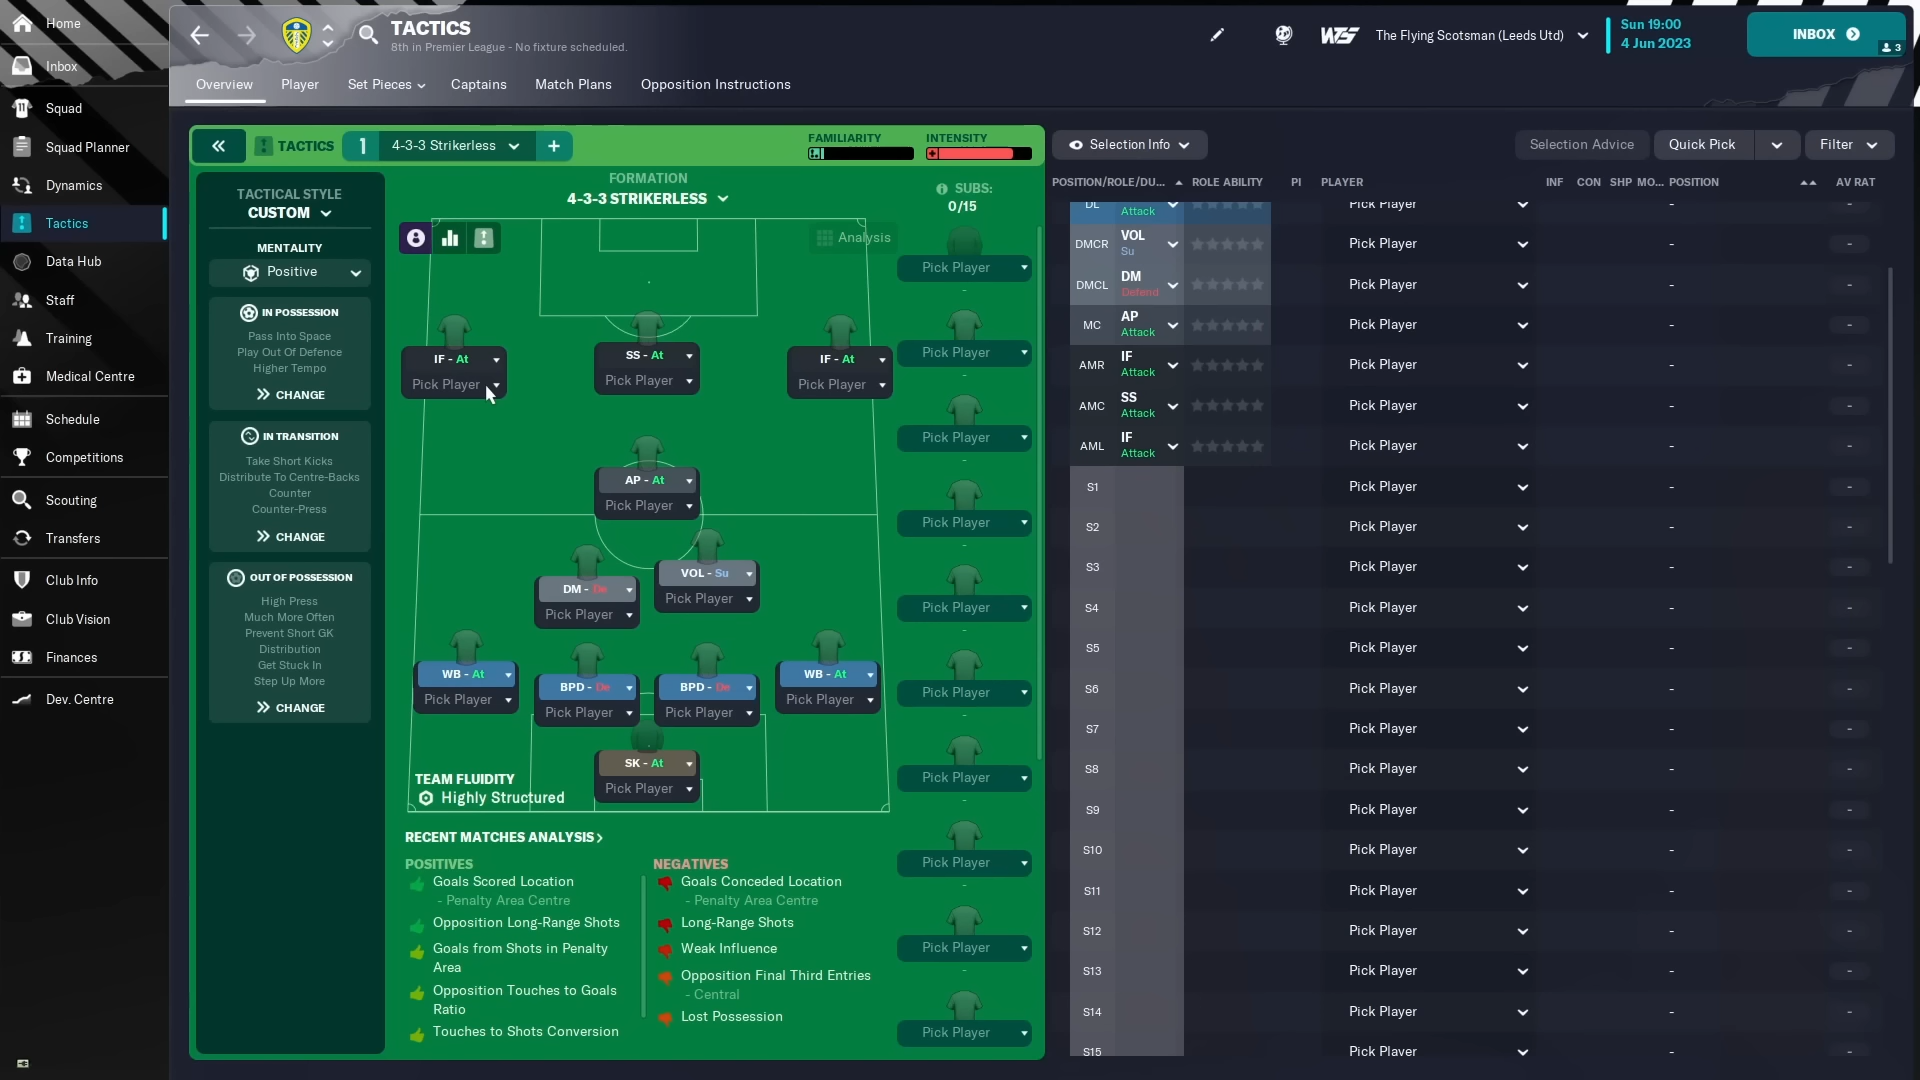 Home
Inbox
Squad
Squad Planner
Dynamics
Tactics
Data Hub
Staff
Training
Medical Centre
Schedule
Competitions
Scouting
Transfers
Club Info
Club Vision
Finances
Dev. Centre
TACTICS
8th in Premier League - No fixture scheduled.
The Flying Scotsman (Leeds Utd)
Sun 19:00
4 Jun 2023
INBOX
3
Overview
Player
Set Pieces
Captains
Match Plans
Opposition Instructions
TACTICS
1
4-3-3 Strikerless
FAMILIARITY
INTENSITY
TACTICAL STYLE
CUSTOM
MENTALITY
Positive
IN POSSESSION
Pass Into Space
Play Out Of Defence
Higher Tempo
CHANGE
IN TRANSITION
Take Short Kicks
Distribute To Centre-Backs
Counter
Counter-Press
CHANGE
OUT OF POSSESSION
High Press
Much More Often
Prevent Short GK
Distribution
Get Stuck In
Step Up More
CHANGE
FORMATION
4-3-3 STRIKERLESS
SUBS:
0/15
Analysis
IF - At
Pick Player
SS - At
Pick Player
IF - At
Pick Player
AP - At
Pick Player
DM - De
Pick Player
VOL - Su
Pick Player
WB - At
Pick Player
BPD - De
Pick Player
BPD - De
Pick Player
WB - At
Pick Player
SK - At
Pick Player
TEAM FLUIDITY
Highly Structured
Pick Player
-
Pick Player
-
Pick Player
-
Pick Player
-
Pick Player
-
Pick Player
-
Pick Player
-
Pick Player
-
Pick Player
-
Pick Player
RECENT MATCHES ANALYSIS
POSITIVES
Goals Scored Location
- Penalty Area Centre
Opposition Long-Range Shots
Goals from Shots in Penalty
Area
Opposition Touches to Goals
Ratio
Touches to Shots Conversion
NEGATIVES
Goals Conceded Location
- Penalty Area Centre
Long-Range Shots
Weak Influence
Opposition Final Third Entries
- Central
Lost Possession
Selection Info
Selection Advice
Quick Pick
Filter
POSITION/ROLE/DU... ROLE ABILITY PI PLAYER INF CON SHP MO... POSITION AV RAT
DL Attack Pick Player - -
DMCR VOL Su Pick Player - -
DMCL DM Defend Pick Player - -
MC AP Attack Pick Player - -
AMR IF Attack Pick Player - -
AMC SS Attack Pick Player - -
AML IF Attack Pick Player - -
S1 Pick Player - -
S2 Pick Player - -
S3 Pick Player - -
S4 Pick Player - -
S5 Pick Player - -
S6 Pick Player - -
S7 Pick Player - -
S8 Pick Player - -
S9 Pick Player - -
S10 Pick Player - -
S11 Pick Player - -
S12 Pick Player - -
S13 Pick Player - -
S14 Pick Player - -
S15 Pick Player - -